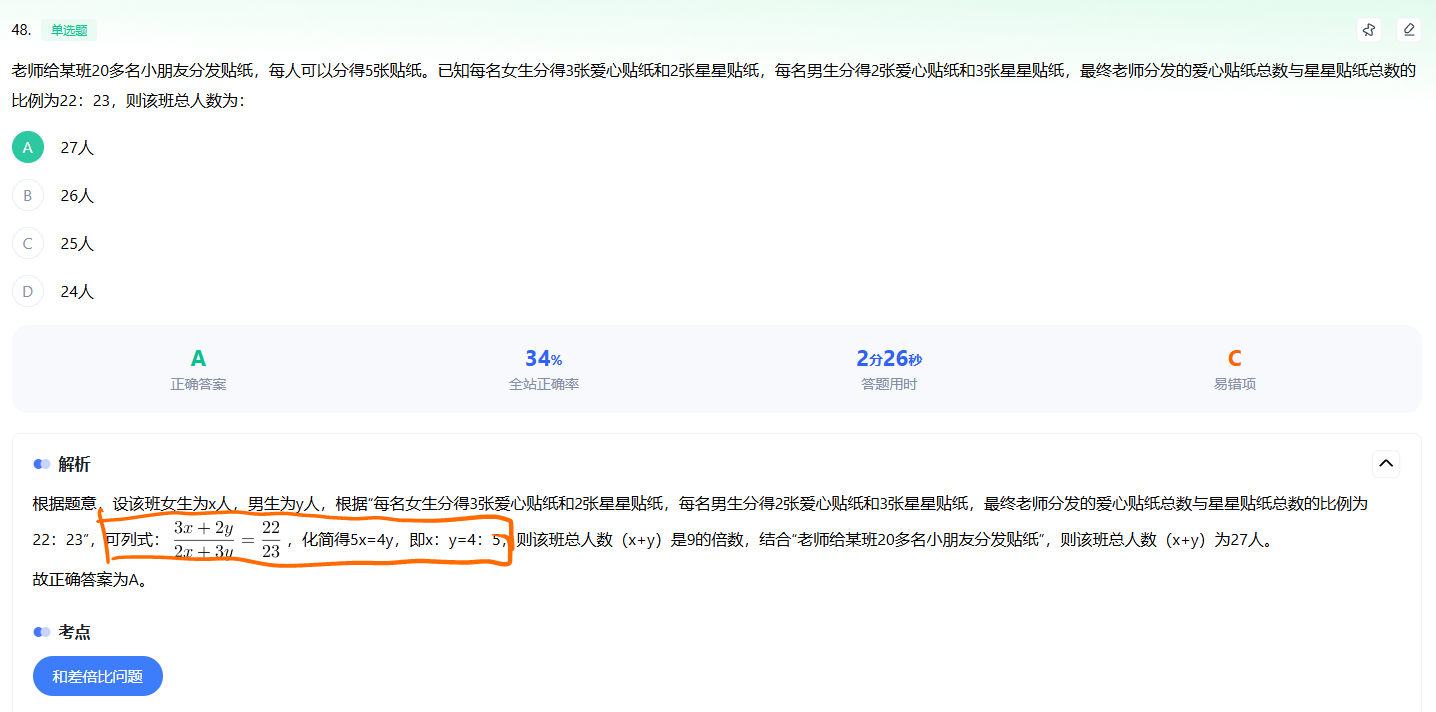 48. 单选题
老师给某班20多名小朋友分发贴纸，每人可以分得5张贴纸。已知每名女生分得3张爱心贴纸和2张星星贴纸，每名男生分得2张爱心贴纸和3张星星贴纸，最终老师分发的爱心贴纸总数与星星贴纸总数的
比例为22：23，则该班总人数为：
A 27人
B 26人
C 25人
D 24人
A 34% 2分26秒 C
正确答案 全站正确率 答题用时 易错项
解析
根据题意，设该班女生为x人，男生为y人，根据“每名女生分得3张爱心贴纸和2张星星贴纸，每名男生分得2张爱心贴纸和3张星星贴纸，最终老师分发的爱心贴纸总数与星星贴纸总数的比例为
22：23”，可列式：(3x+2y)/(2x+3y)=22/23，化简得5x=4y，即x：y=4：5，则该班总人数（x+y）是9的倍数，结合“老师给某班20多名小朋友分发贴纸”，则该班总人数（x+y）为27人。
故正确答案为A。
考点
和差倍比问题